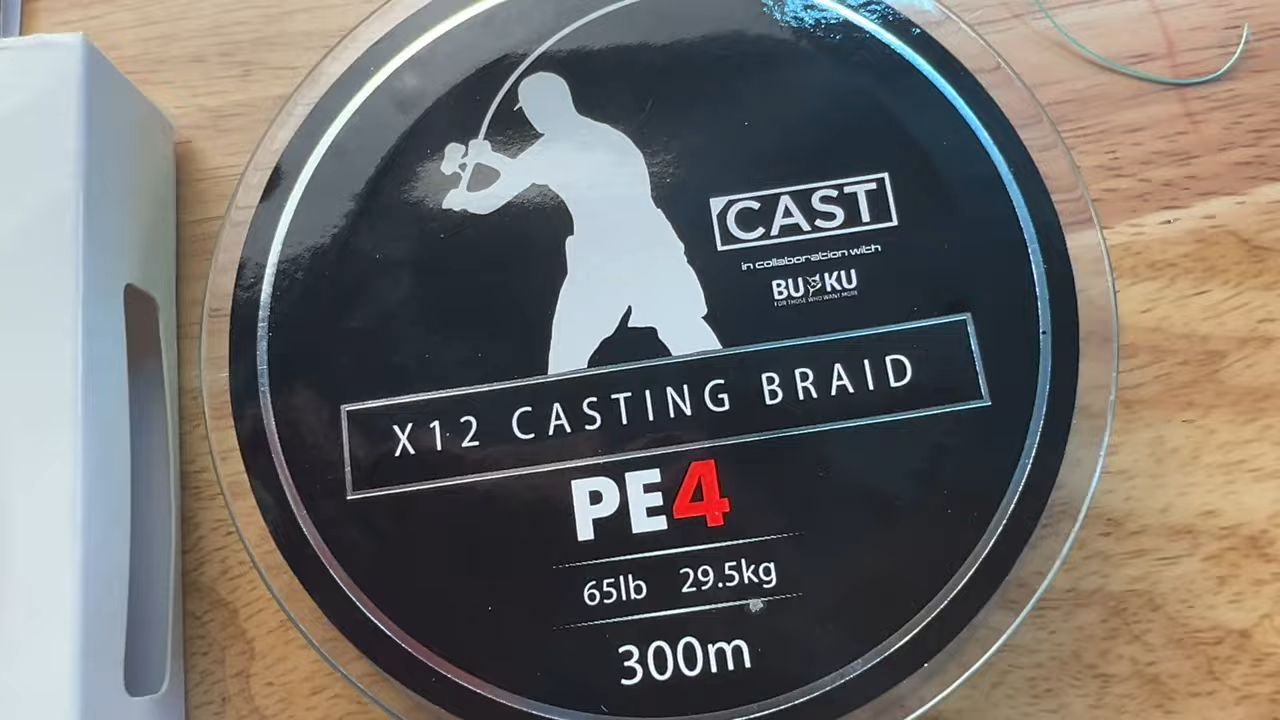 CAST
in collaboration with
BUKU
FOR THOSE WHO WANT MORE
X12 CASTING BRAID
PE4
65lb 29.5kg
300m